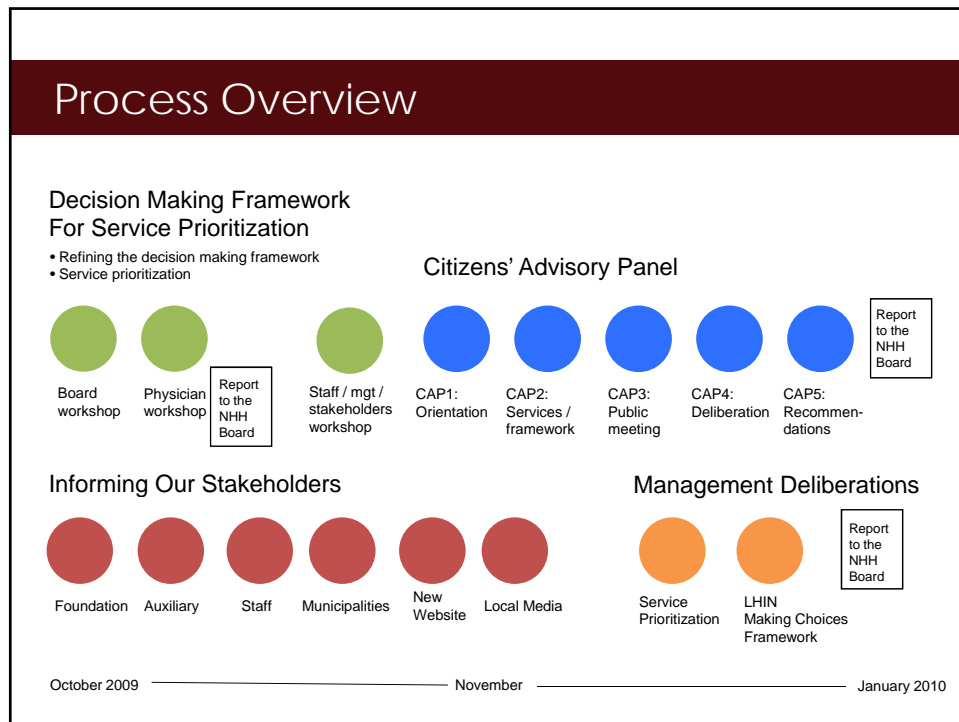 Process Overview
Decision Making Framework
For Service Prioritization
• Refining the decision making framework
• Service prioritization
Citizens' Advisory Panel
Board
workshop
Physician
workshop
Report
to the
NHH
Board
Staff / mgt /
stakeholders
workshop
CAP1:
Orientation
CAP2:
Services /
framework
CAP3:
Public
meeting
CAP4:
Deliberation
CAP5:
Recommen-
dations
Report
to the
NHH
Board
Informing Our Stakeholders
Foundation
Auxiliary
Staff
Municipalities
New
Website
Local Media
Management Deliberations
Service
Prioritization
LHIN
Making Choices
Framework
Report
to the
NHH
Board
October 2009
November
January 2010